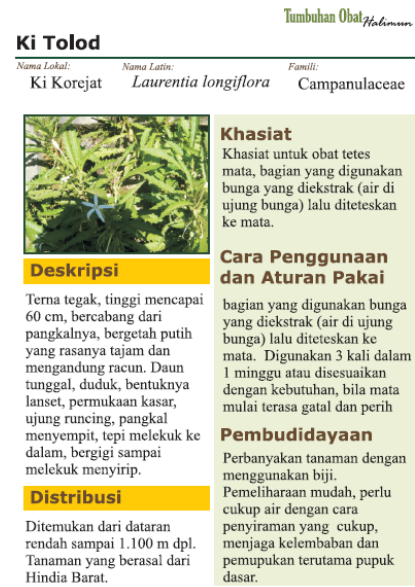 Tumbuhan Obat Halimun
Ki Tolod
Nama Lokal: Nama Latin: Famili:
Ki Korejat Laurentia longiflora Campanulaceae
Deskripsi
Terna tegak, tinggi mencapai
60 cm, bercabang dari
pangkalnya, bergetah putih
yang rasanya tajam dan
mengandung racun. Daun
tunggal, duduk, bentuknya
lanset, permukaan kasar,
ujung runcing, pangkal
menyempit, tepi melekuk ke
dalam, bergigi sampai
melekuk menyirip.
Distribusi
Ditemukan dari dataran
rendah sampai 1.100 m dpl.
Tanaman yang berasal dari
Hindia Barat.
Khasiat
Khasiat untuk obat tetes
mata, bagian yang digunakan
bunga yang diekstrak (air di
ujung bunga) lalu diteteskan
ke mata.
Cara Penggunaan
dan Aturan Pakai
bagian yang digunakan bunga
yang diekstrak (air di ujung
bunga) lalu diteteskan ke
mata. Digunakan 3 kali dalam
1 minggu atau disesuaikan
dengan kebutuhan, bila mata
mulai terasa gatal dan perih
Pembudidayaan
Perbanyakan tanaman dengan
menggunakan biji.
Pemeliharaan mudah, perlu
cukup air dengan cara
penyiraman yang cukup,
menjaga kelembaban dan
pemupukan terutama pupuk
dasar.